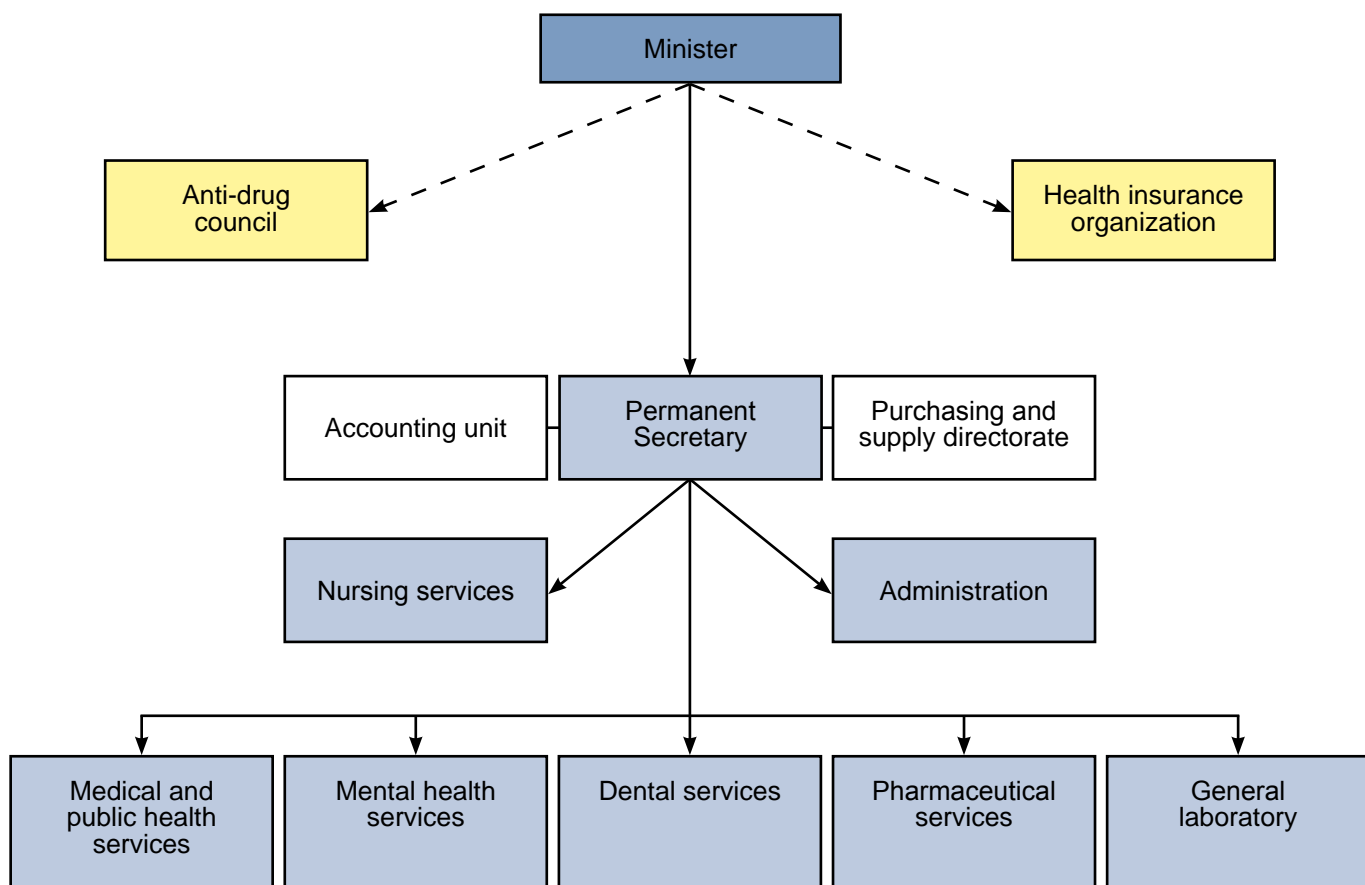 Minister
Anti-drug
council
Health insurance
organization
Accounting unit
Permanent
Secretary
Purchasing and
supply directorate
Nursing services
Administration
Medical and
public health
services
Mental health
services
Dental services
Pharmaceutical
services
General
laboratory